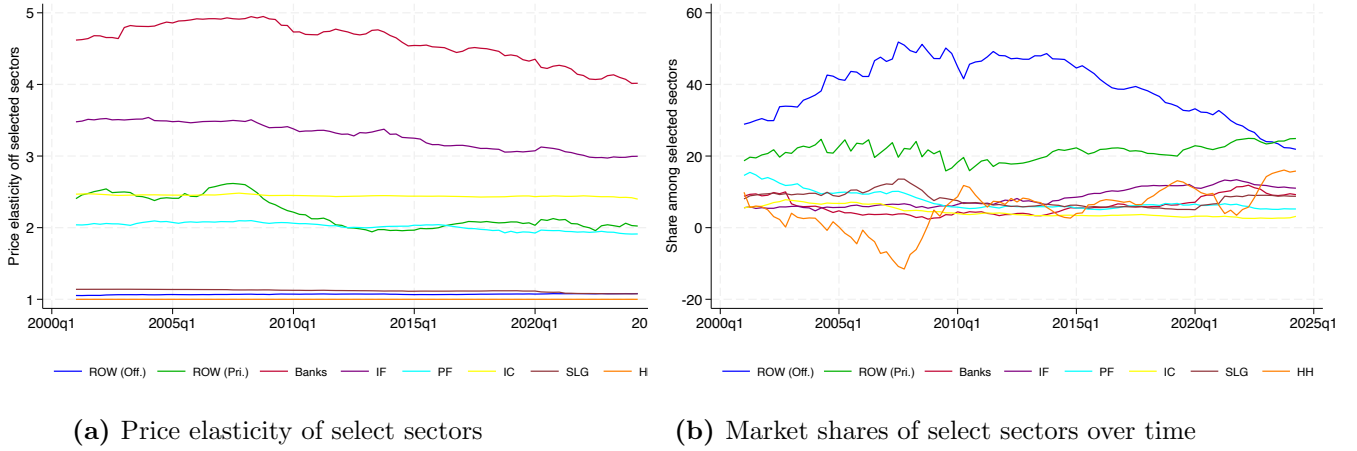 Price elasticity off selected sectors
5
4
3
2
1
2000q1 2005q1 2010q1 2015q1 2020q1 20
ROW (Off.) ROW (Pri.) Banks IF PF IC SLG H
(a) Price elasticity of select sectors
Share among selected sectors
60
40
20
0
-20
2000q1 2005q1 2010q1 2015q1 2020q1 2025q1
ROW (Off.) ROW (Pri.) Banks IF PF IC SLG HH
(b) Market shares of select sectors over time